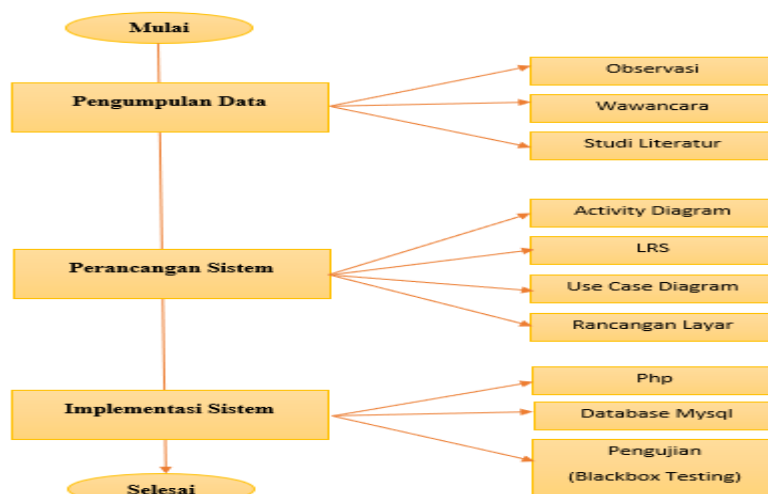 Mulai
Pengumpulan Data
Observasi
Wawancara
Studi Literatur
Perancangan Sistem
Activity Diagram
LRS
Use Case Diagram
Rancangan Layar
Implementasi Sistem
Php
Database Mysql
Pengujian
(Blackbox Testing)
Selesai